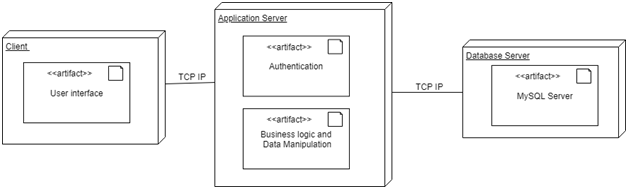 Client
<<artifact>>
User interface
TCP IP
Application Server
<<artifact>>
Authentication
<<artifact>>
Business logic and
Data Manipulation
TCP IP
Database Server
<<artifact>>
MySQL Server